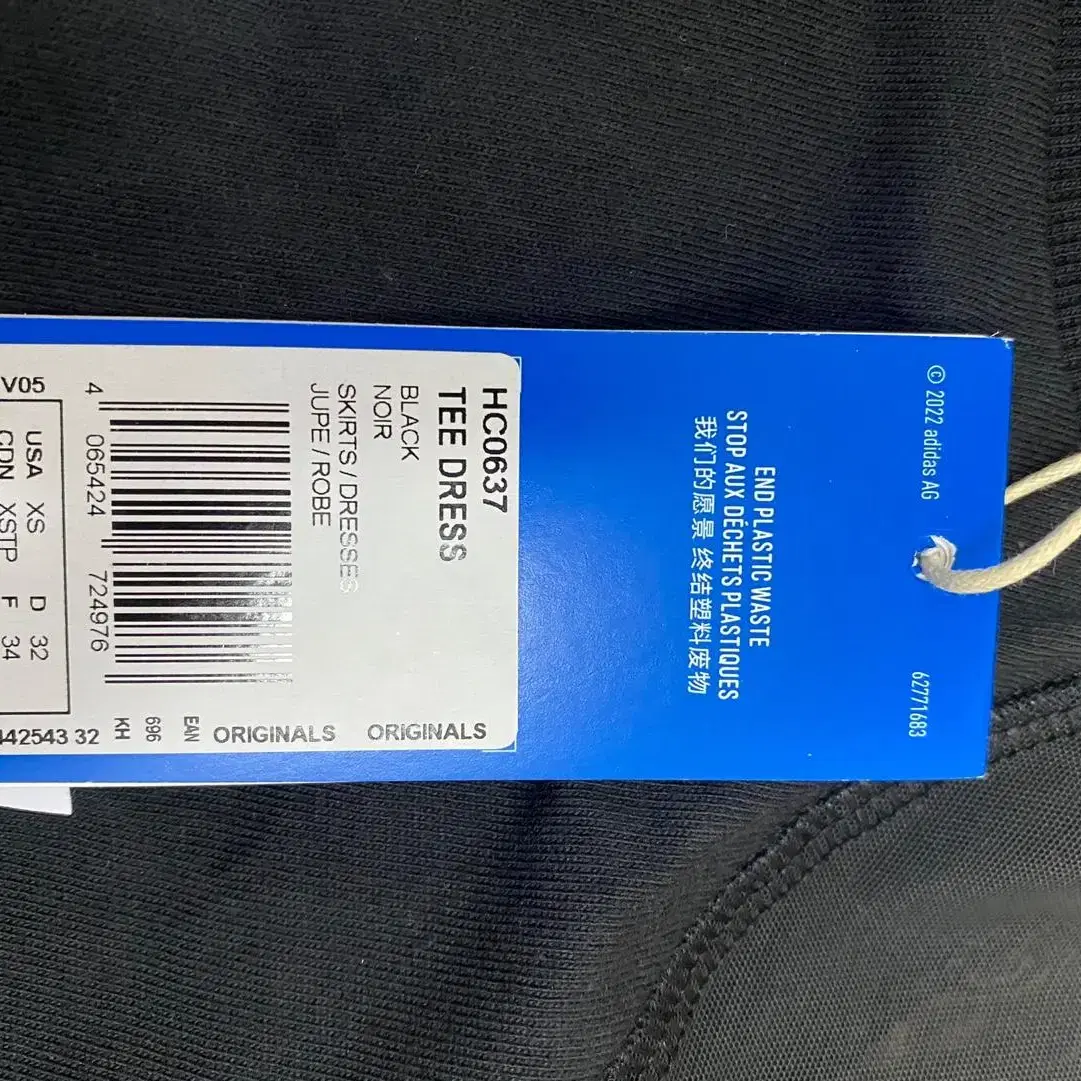 © 2022 adidas AG
62771683
END PLASTIC WASTE
STOP AUX DÉCHETS PLASTIQUES
我们的愿景 终结塑料废物
HC0637
TEE DRESS
BLACK
NOIR
SKIRTS / DRESSES
JUPE / ROBE
ORIGINALS
ORIGINALS
EAN
696
KH
4 065424 724976
V05
USA XS D 32
CDN XSTP F 34
42543 32